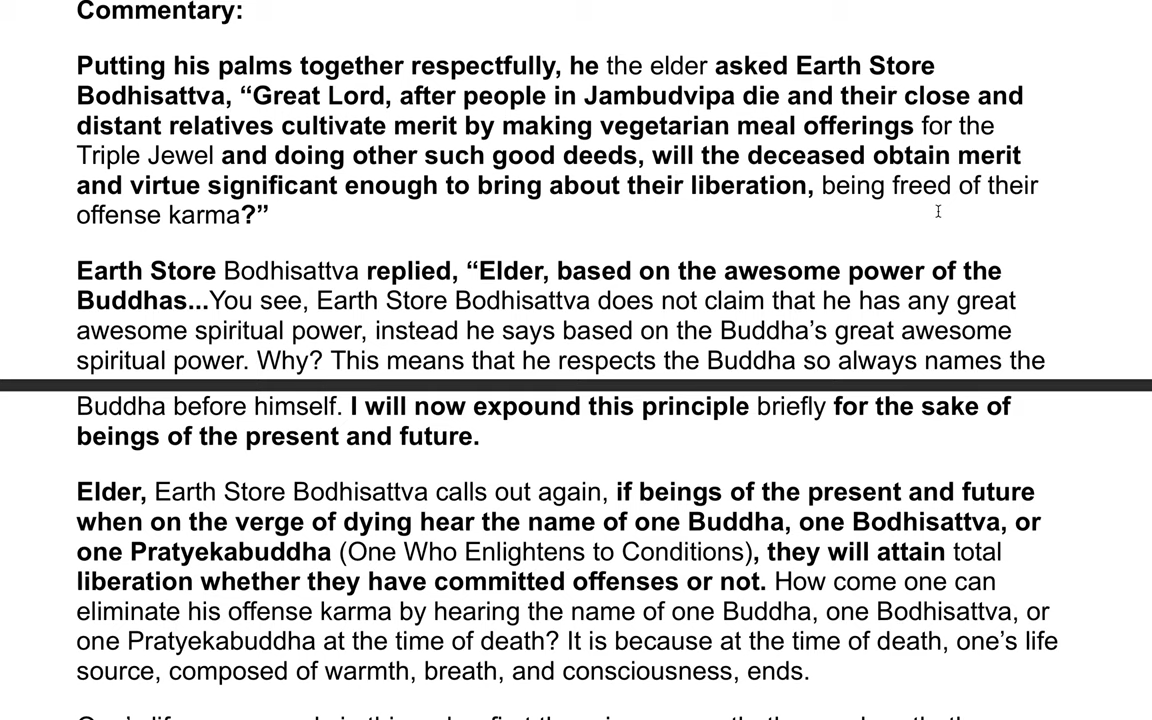 Commentary:
Putting his palms together respectfully, he the elder asked Earth Store
Bodhisattva, “Great Lord, after people in Jambudvipa die and their close and
distant relatives cultivate merit by making vegetarian meal offerings for the
Triple Jewel and doing other such good deeds, will the deceased obtain merit
and virtue significant enough to bring about their liberation, being freed of their
offense karma?”
Earth Store Bodhisattva replied, “Elder, based on the awesome power of the
Buddhas...You see, Earth Store Bodhisattva does not claim that he has any great
awesome spiritual power, instead he says based on the Buddha’s great awesome
spiritual power. Why? This means that he respects the Buddha so always names the
Buddha before himself. I will now expound this principle briefly for the sake of
beings of the present and future.
Elder, Earth Store Bodhisattva calls out again, if beings of the present and future
when on the verge of dying hear the name of one Buddha, one Bodhisattva, or
one Pratyekabuddha (One Who Enlightens to Conditions), they will attain total
liberation whether they have committed offenses or not. How come one can
eliminate his offense karma by hearing the name of one Buddha, one Bodhisattva, or
one Pratyekabuddha at the time of death? It is because at the time of death, one’s life
source, composed of warmth, breath, and consciousness, ends.